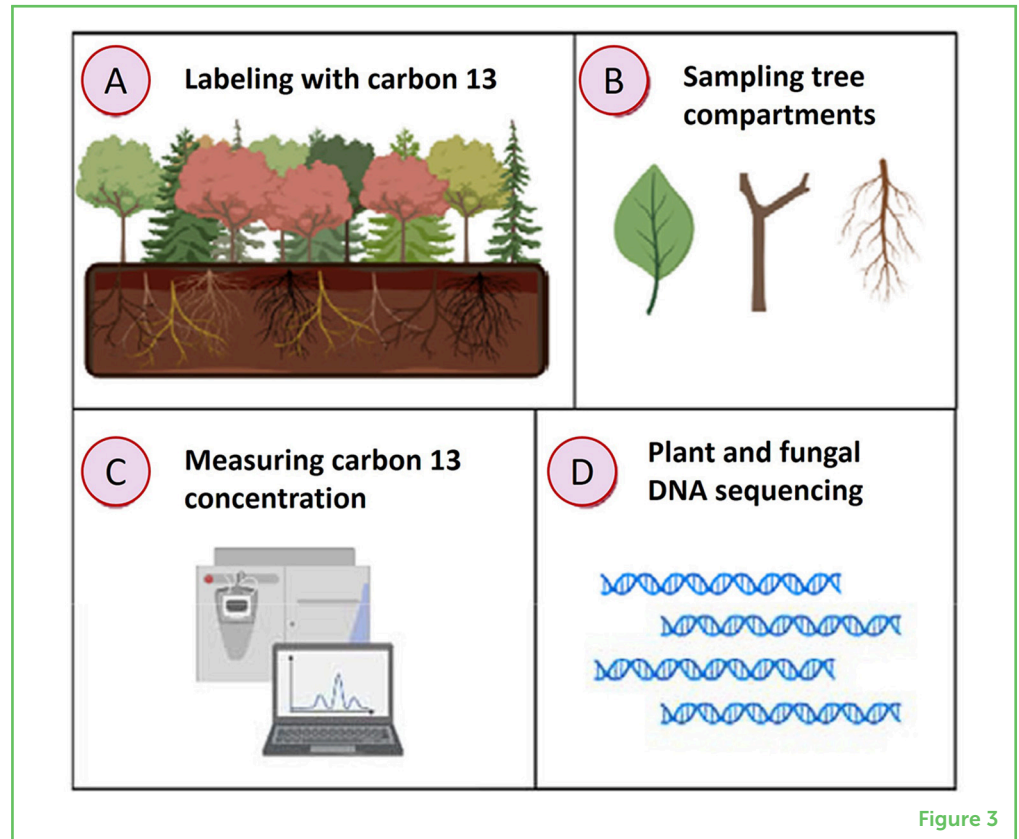 A
Labeling with carbon 13
B
Sampling tree
compartments
C
Measuring carbon 13
concentration
D
Plant and fungal
DNA sequencing
Figure 3